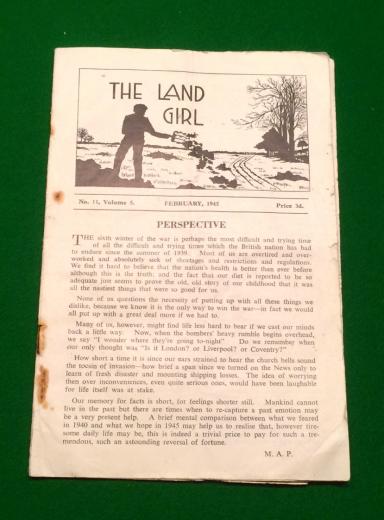 THE LAND
GIRL
No. 11, Volume 5. FEBRUARY, 1945 Price 3d.
PERSPECTIVE
THE sixth winter of the war is perhaps the most difficult and trying time
of all the difficult and trying times which the British nation has had
to endure since the summer of 1939. Most of us are overtired and over-
worked and absolutely sick of shortages and restrictions and regulations.
We find it hard to believe that the nation's health is better than ever before
although this is the truth, and the fact that our diet is reported to be so
adequate just seems to prove the old, old story of our childhood that it was
all the nastiest things that were so good for us.
None of us questions the necessity of putting up with all these things we
dislike, because we know it is the only way to win the war—in fact we would
all put up with a great deal more if we had to.
Many of us, however, might find life less hard to bear if we cast our minds
back a little way. Now, when the bombers' heavy rumble begins overhead,
we say "I wonder where they're going to-night" Do we remember when
our only thought was "Is it London? or Liverpool? or Coventry?"
How short a time it is since our ears strained to hear the church bells sound
the tocsin of invasion—how brief a span since we turned on the News only to
learn of fresh disaster and mounting shipping losses. The idea of worrying
then over inconveniences, even quite serious ones, would have been laughable
for life itself was at stake.
Our memory for facts is short, for feelings shorter still. Mankind cannot
live in the past but there are times when to re-capture a past emotion may
be a very present help. A brief mental comparison between what we feared
in 1940 and what we hope in 1945 may help us to realise that, however tire-
some daily life may be, this is indeed a trivial price to pay for such a tre-
mendous, such an astounding reversal of fortune.
M. A. P.